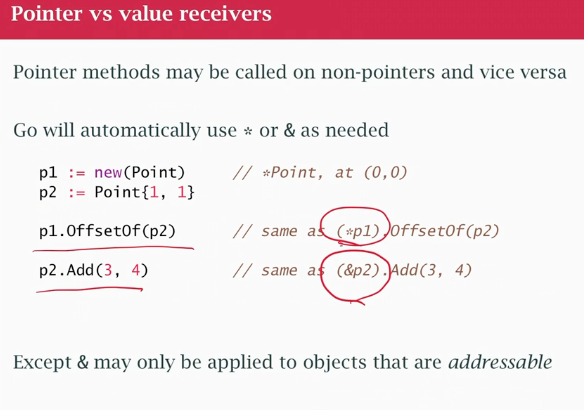 Pointer vs value receivers
Pointer methods may be called on non-pointers and vice versa
Go will automatically use * or & as needed
p1 := new(Point) // *Point, at (0,0)
p2 := Point{1, 1}
p1.OffsetOf(p2) // same as (*p1).OffsetOf(p2)
p2.Add(3, 4) // same as (&p2).Add(3, 4)
Except & may only be applied to objects that are addressable